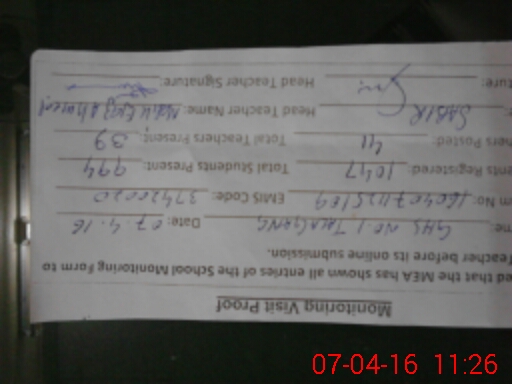 Monitoring Visit Proof
ed that the MEA has shown all entries of the School Monitoring Form to
Teacher before its online submission.
me: GHS NO.1 TALAGANG Date: 07.4.16
m No: EMIS Code: 37420020
ents Registered: 1047 Total Students Present: 994
hers Posted: 41 Total Teachers Present: 39
SABIR Head Teacher Name:
ture: Head Teacher Signature:
07-04-16 11:26